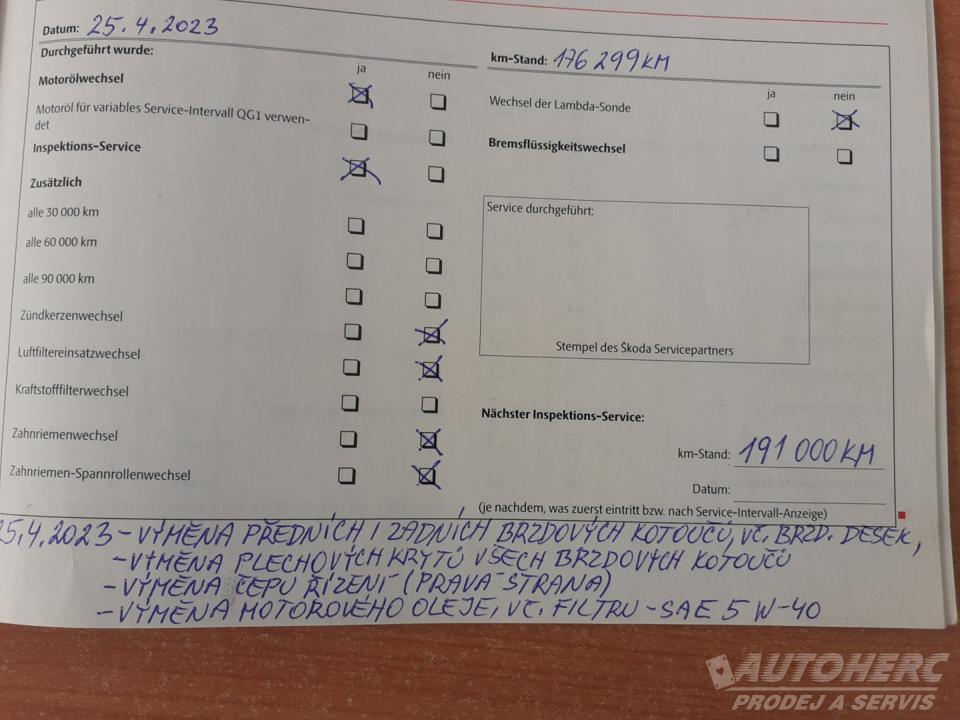 Datum: 25.4.2023
Durchgeführt wurde:
ja nein
Motorölwechsel
Motoröl für variables Service-Intervall QG1 verwen-
det
Inspektions-Service
Zusätzlich
alle 30 000 km
alle 60 000 km
alle 90 000 km
Zündkerzenwechsel
Luftfiltereinsatzwechsel
Kraftstofffilterwechsel
Zahnriemenwechsel
Zahnriemen-Spannrollenwechsel
km-Stand: 176 299KM
ja nein
Wechsel der Lambda-Sonde
Bremsflüssigkeitswechsel
Service durchgeführt:
Stempel des Škoda Servicepartners
Nächster Inspektions-Service:
km-Stand: 191 000KM
Datum:
(je nachdem, was zuerst eintritt bzw. nach Service-Intervall-Anzeige)
25.4.2023 - VÝMĚNA PŘEDNÍCH I ZADNÍCH BRZDOVÝCH KOTOUČŮ, VČ. BRZD. DESEK,
- VÝMĚNA PLECHOVÝCH KRYTŮ VŠECH BRZDOVÝCH KOTOUČŮ
- VÝMĚNA ČEPU ŘÍZENÍ (PRAVÁ STRANA)
- VÝMĚNA MOTOROVÉHO OLEJE, VČ. FILTRU - SAE 5 W-40
AUTOHERC
PRODEJ A SERVIS